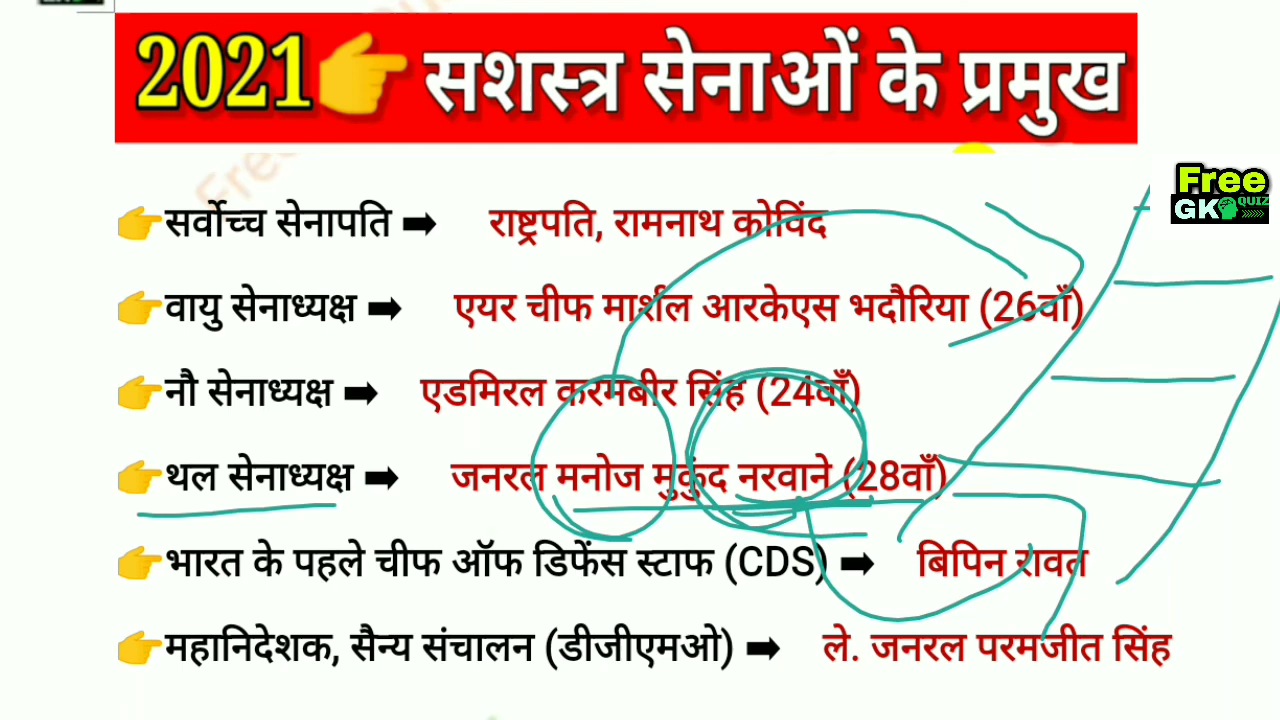 2021👉 सशस्त्र सेनाओं के प्रमुख
Free
GK QUIZ
👉सर्वोच्च सेनापति ➡ राष्ट्रपति, रामनाथ कोविंद
👉वायु सेनाध्यक्ष ➡ एयर चीफ मार्शल आरकेएस भदौरिया (26वाँ)
👉नौ सेनाध्यक्ष ➡ एडमिरल करमबीर सिंह (24वाँ)
👉थल सेनाध्यक्ष ➡ जनरल मनोज मुकुंद नरवाने (28वाँ)
👉भारत के पहले चीफ ऑफ डिफेंस स्टाफ (CDS) ➡ बिपिन रावत
👉महानिदेशक, सैन्य संचालन (डीजीएमओ) ➡ ले. जनरल परमजीत सिंह